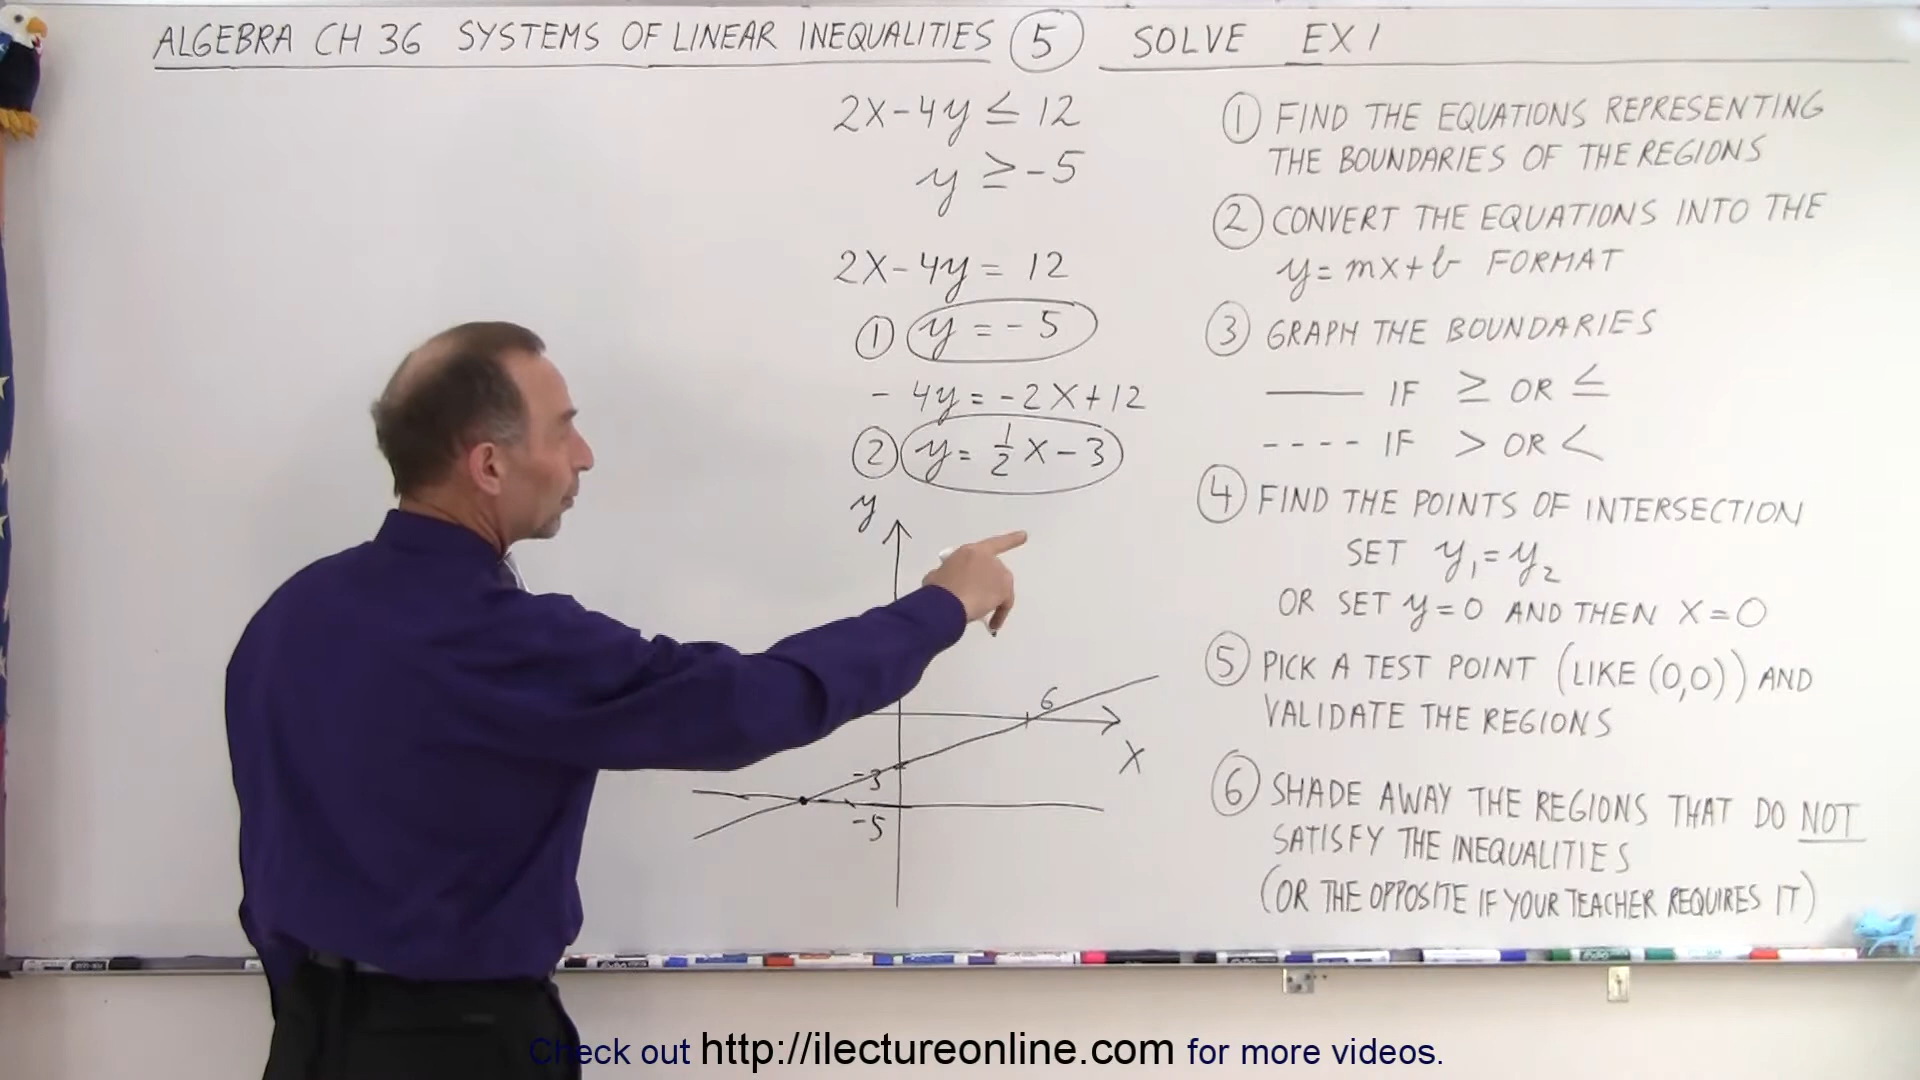 ALGEBRA CH 36 SYSTEMS OF LINEAR INEQUALITIES ⑤ SOLVE EX 1
2X-4y ≤ 12
y ≥ -5
2X-4y = 12
① y = -5
-4y = -2X+12
② y = 1/2 X - 3
y
6
X
-3
-5
① FIND THE EQUATIONS REPRESENTING
THE BOUNDARIES OF THE REGIONS
② CONVERT THE EQUATIONS INTO THE
y = mX+b FORMAT
③ GRAPH THE BOUNDARIES
—— IF ≥ OR ≤
---- IF > OR <
④ FIND THE POINTS OF INTERSECTION
SET y₁ = y₂
OR SET y=0 AND THEN X=0
⑤ PICK A TEST POINT (LIKE (0,0)) AND
VALIDATE THE REGIONS
⑥ SHADE AWAY THE REGIONS THAT DO NOT
SATISFY THE INEQUALITIES
(OR THE OPPOSITE IF YOUR TEACHER REQUIRES IT)
Check out http://ilectureonline.com for more videos.